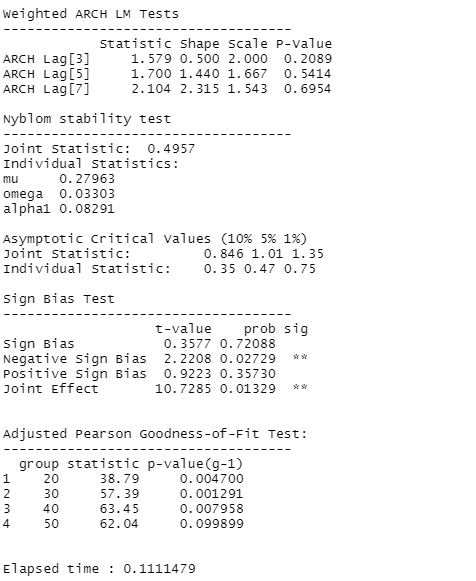 Weighted ARCH LM Tests
------------------------------------
Statistic Shape Scale P-Value
ARCH Lag[3] 1.579 0.500 2.000 0.2089
ARCH Lag[5] 1.700 1.440 1.667 0.5414
ARCH Lag[7] 2.104 2.315 1.543 0.6954
Nyblom stability test
------------------------------------
Joint Statistic: 0.4957
Individual Statistics:
mu 0.27963
omega 0.03303
alpha1 0.08291
Asymptotic Critical Values (10% 5% 1%)
Joint Statistic: 0.846 1.01 1.35
Individual Statistic: 0.35 0.47 0.75
Sign Bias Test
------------------------------------
t-value prob sig
Sign Bias 0.3577 0.72088
Negative Sign Bias 2.2208 0.02729 **
Positive Sign Bias 0.9223 0.35730
Joint Effect 10.7285 0.01329 **
Adjusted Pearson Goodness-of-Fit Test:
------------------------------------
group statistic p-value(g-1)
1 20 38.79 0.004700
2 30 57.39 0.001291
3 40 63.45 0.007958
4 50 62.04 0.099899
Elapsed time : 0.1111479